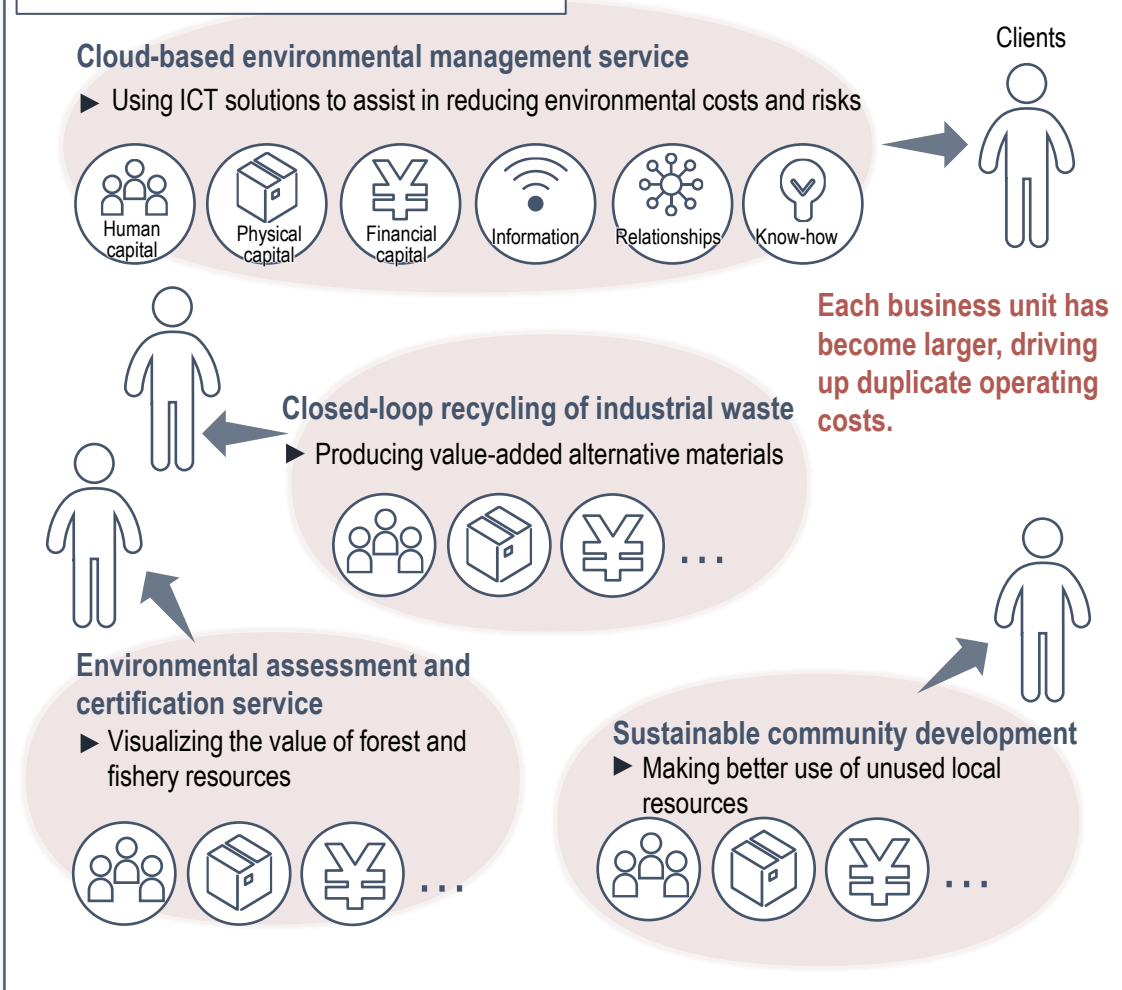 Clients
Cloud-based environmental management service
► Using ICT solutions to assist in reducing environmental costs and risks
Human
capital
Physical
capital
Financial
capital
Information
Relationships
Know-how
Each business unit has
become larger, driving
up duplicate operating
costs.
Closed-loop recycling of industrial waste
► Producing value-added alternative materials
...
Environmental assessment and
certification service
► Visualizing the value of forest and
fishery resources
...
Sustainable community development
► Making better use of unused local
resources
...